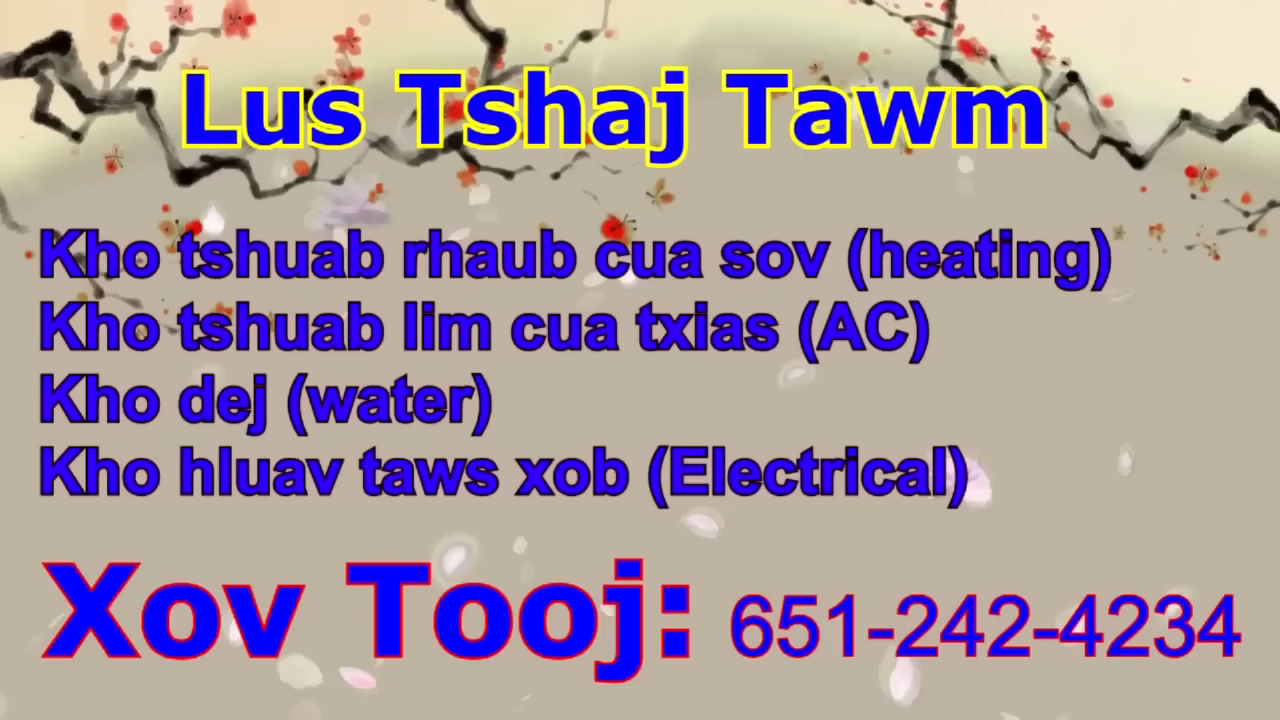 Lus Tshaj Tawm
Kho tshuab rhaub cua sov (heating)
Kho tshuab lim cua txias (AC)
Kho dej (water)
Kho hluav taws xob (Electrical)
Xov Tooj: 651-242-4234